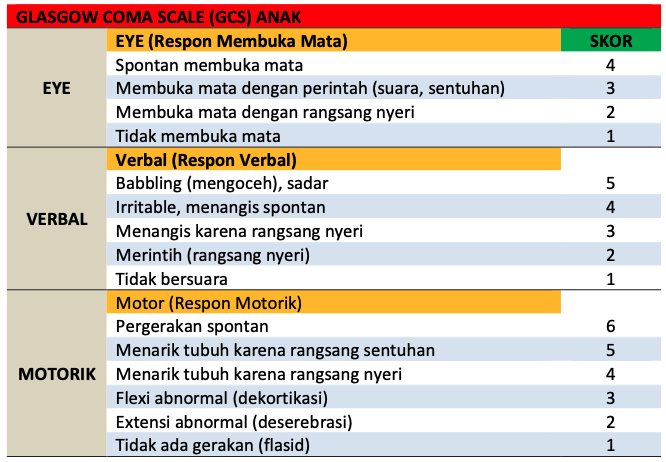 GLASGOW COMA SCALE (GCS) ANAK
EYE (Respon Membuka Mata) SKOR
Spontan membuka mata 4
EYE Membuka mata dengan perintah (suara, sentuhan) 3
Membuka mata dengan rangsang nyeri 2
Tidak membuka mata 1
Verbal (Respon Verbal)
Babbling (mengoceh), sadar 5
Irritable, menangis spontan 4
VERBAL Menangis karena rangsang nyeri 3
Merintih (rangsang nyeri) 2
Tidak bersuara 1
Motor (Respon Motorik)
Pergerakan spontan 6
Menarik tubuh karena rangsang sentuhan 5
MOTORIK Menarik tubuh karena rangsang nyeri 4
Flexi abnormal (dekortikasi) 3
Extensi abnormal (deserebrasi) 2
Tidak ada gerakan (flasid) 1